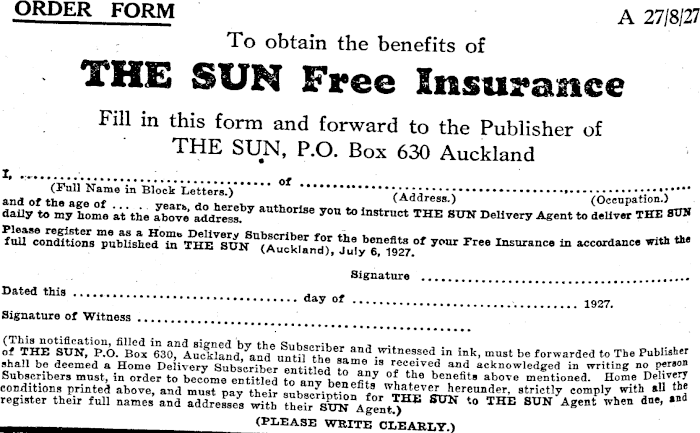 ORDER FORM
A 27/8/27
To obtain the benefits of
THE SUN Free Insurance
Fill in this form and forward to the Publisher of
THE SUN, P.O. Box 630 Auckland
I, .................................................. of ..................................................................................
(Full Name in Block Letters.) (Address.) (Occupation.)
and of the age of ... . . years, do hereby authorise you to instruct THE SUN Delivery Agent to deliver THE SUN
daily to my home at the above address.
Please register me as a Home Delivery Subscriber for the benefits of your Free Insurance in accordance with the
full conditions published in THE SUN (Auckland), July 6, 1927.
Signature ..................................................
Dated this ........................................ day of ........................................ 1927.
Signature of Witness ............................................................
(This notification, filled in and signed by the Subscriber and witnessed in ink, must be forwarded to The Publisher
of THE SUN, P.O. Box 630, Auckland, and until the same is received and acknowledged in writing no person
shall be deemed a Home Delivery Subscriber entitled to any of the benefits above mentioned. Home Delivery
Subscribers must, in order to become entitled to any benefits whatever hereunder, strictly comply with all the
conditions printed above, and must pay their subscription for THE SUN to THE SUN Agent when due, and
register their full names and addresses with their SUN Agent.)
(PLEASE WRITE CLEARLY.)